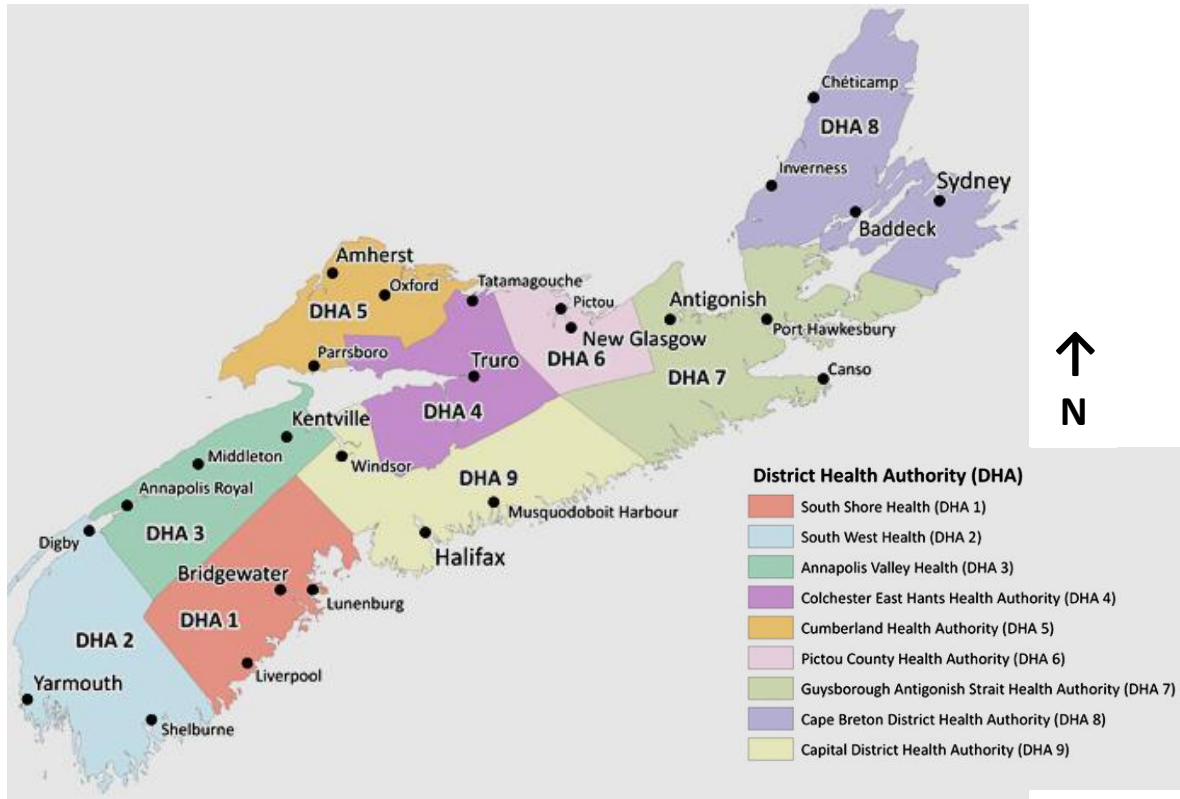 Chéticamp
DHA 8
Inverness
Sydney
Baddeck
Amherst
Oxford
Tatamagouche
Pictou
Antigonish
DHA 5
New Glasgow
Port Hawkesbury
Parrsboro
Truro
DHA 6
DHA 7
Canso
N
Kentville
DHA 4
Middleton
Windsor
DHA 9
Annapolis Royal
Musquodoboit Harbour
DHA 3
Digby
Halifax
Bridgewater
Lunenburg
DHA 1
DHA 2
Liverpool
Yarmouth
Shelburne
District Health Authority (DHA)
South Shore Health (DHA 1)
South West Health (DHA 2)
Annapolis Valley Health (DHA 3)
Colchester East Hants Health Authority (DHA 4)
Cumberland Health Authority (DHA 5)
Pictou County Health Authority (DHA 6)
Guysborough Antigonish Strait Health Authority (DHA 7)
Cape Breton District Health Authority (DHA 8)
Capital District Health Authority (DHA 9)